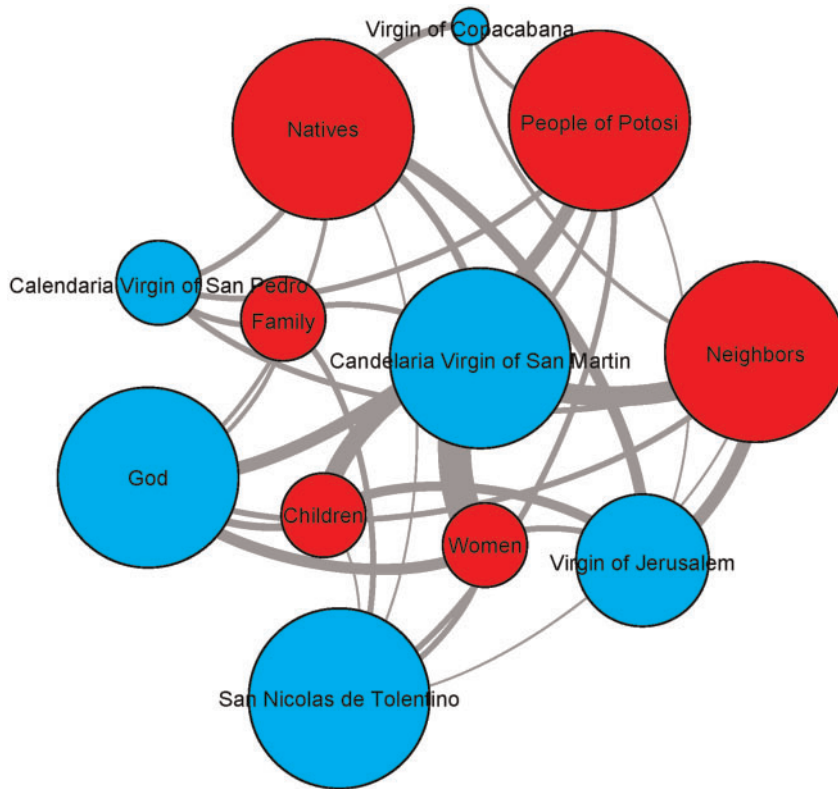 Virgin of Copacabana
Natives
People of Potosi
Calendaria Virgin of San Pedro
Family
Candelaria Virgin of San Martin
Neighbors
God
Children
Women
Virgin of Jerusalem
San Nicolas de Tolentino